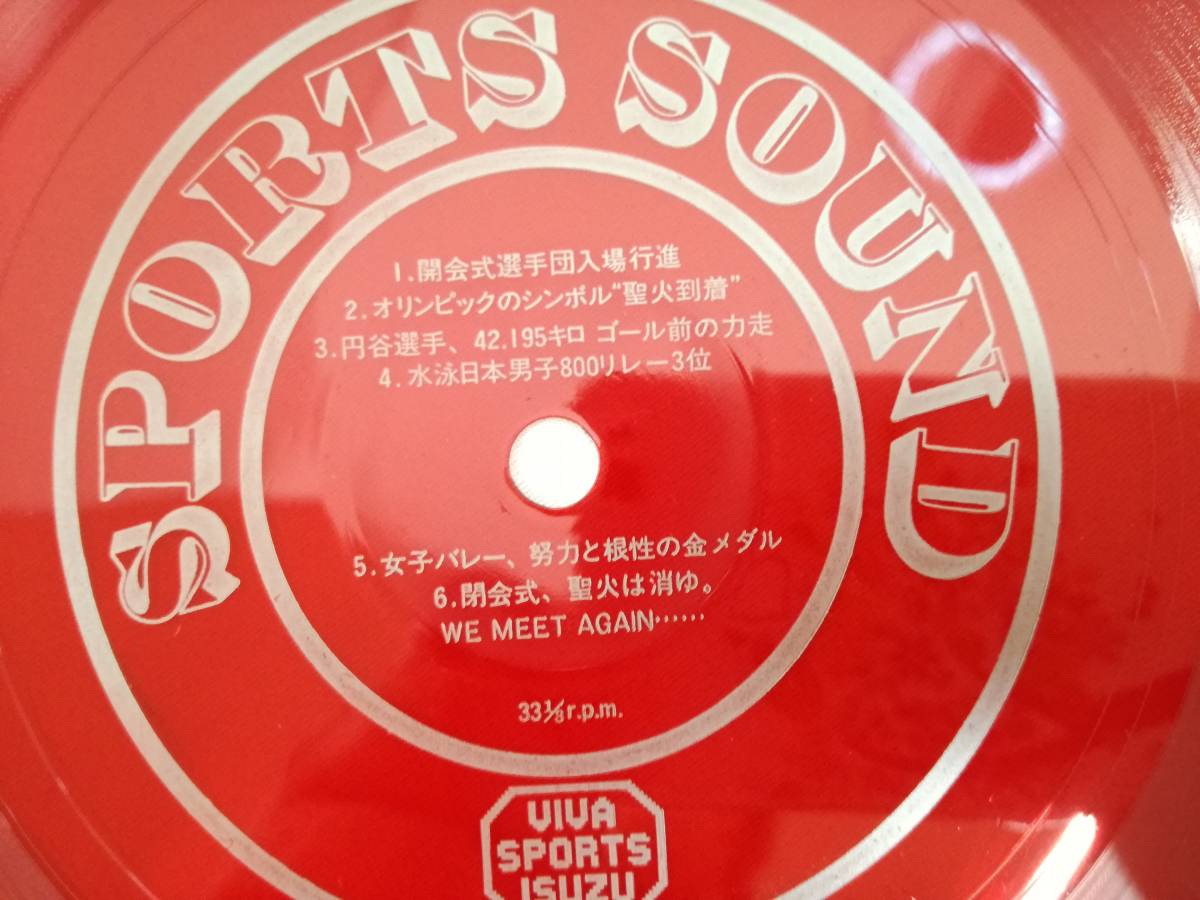 SPORTS SOUND
1.開会式選手団入場行進
2.オリンピックのシンボル"聖火到着"
3.円谷選手、42.195キロ ゴール前の力走
4.水泳日本男子800リレー3位
5.女子バレー、努力と根性の金メダル
6.閉会式、聖火は消ゆ。
WE MEET AGAIN……
33⅓r.p.m.
VIVA
SPORTS
ISUZU